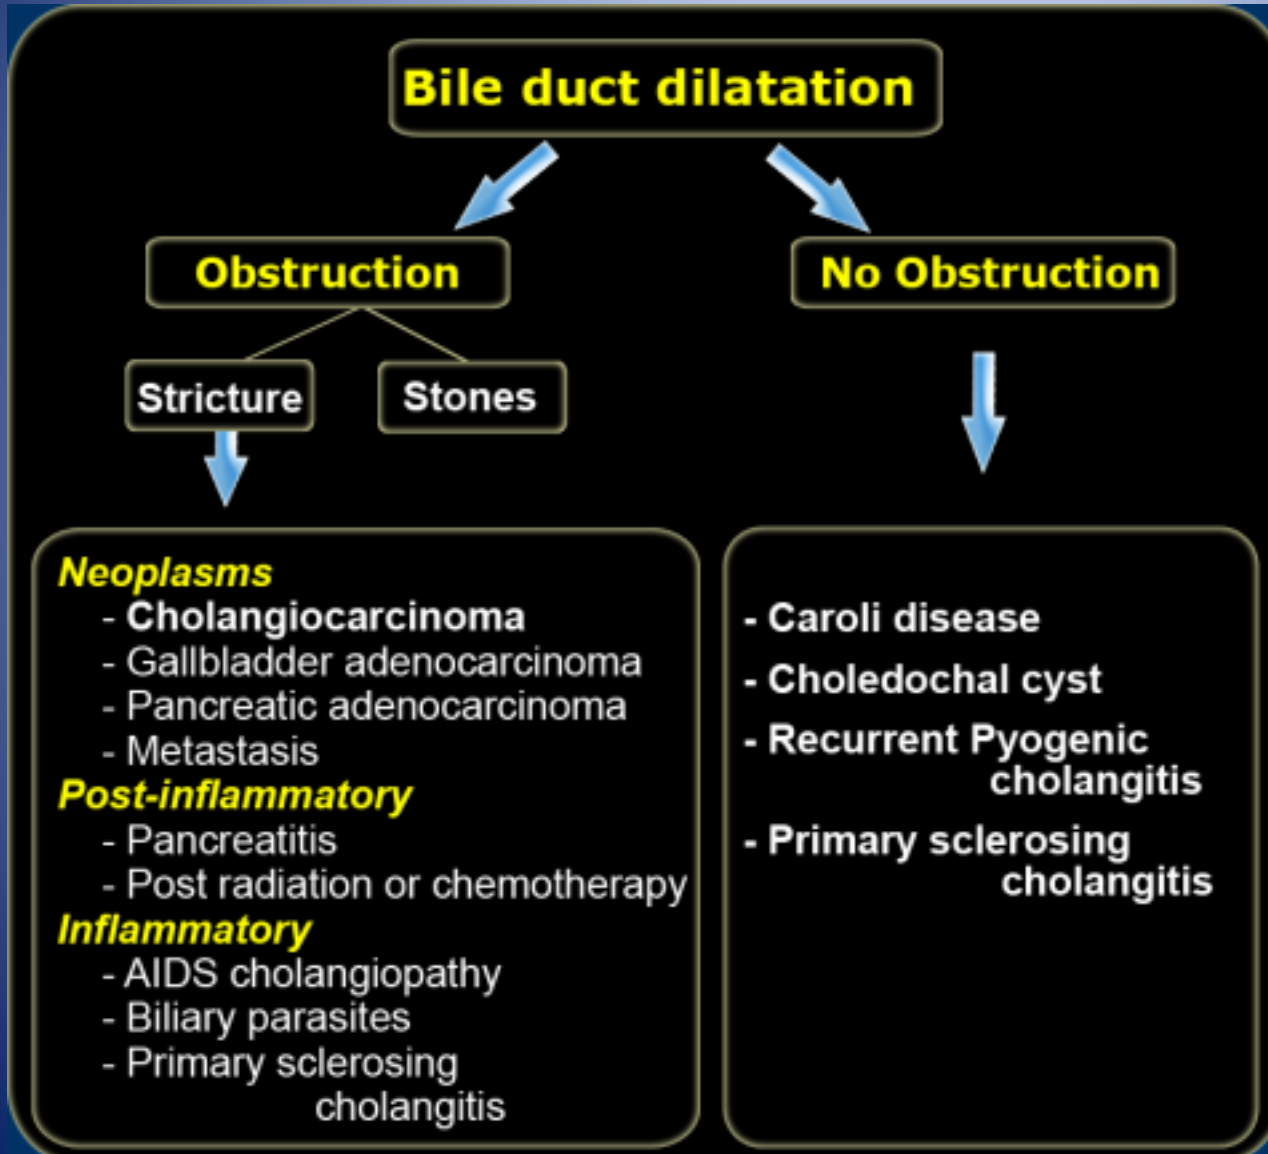 Bile duct dilatation
Obstruction
No Obstruction
Stricture
Stones
Neoplasms
- Cholangiocarcinoma
- Gallbladder adenocarcinoma
- Pancreatic adenocarcinoma
- Metastasis
Post-inflammatory
- Pancreatitis
- Post radiation or chemotherapy
Inflammatory
- AIDS cholangiopathy
- Biliary parasites
- Primary sclerosing
cholangitis
- Caroli disease
- Choledochal cyst
- Recurrent Pyogenic
cholangitis
- Primary sclerosing
cholangitis